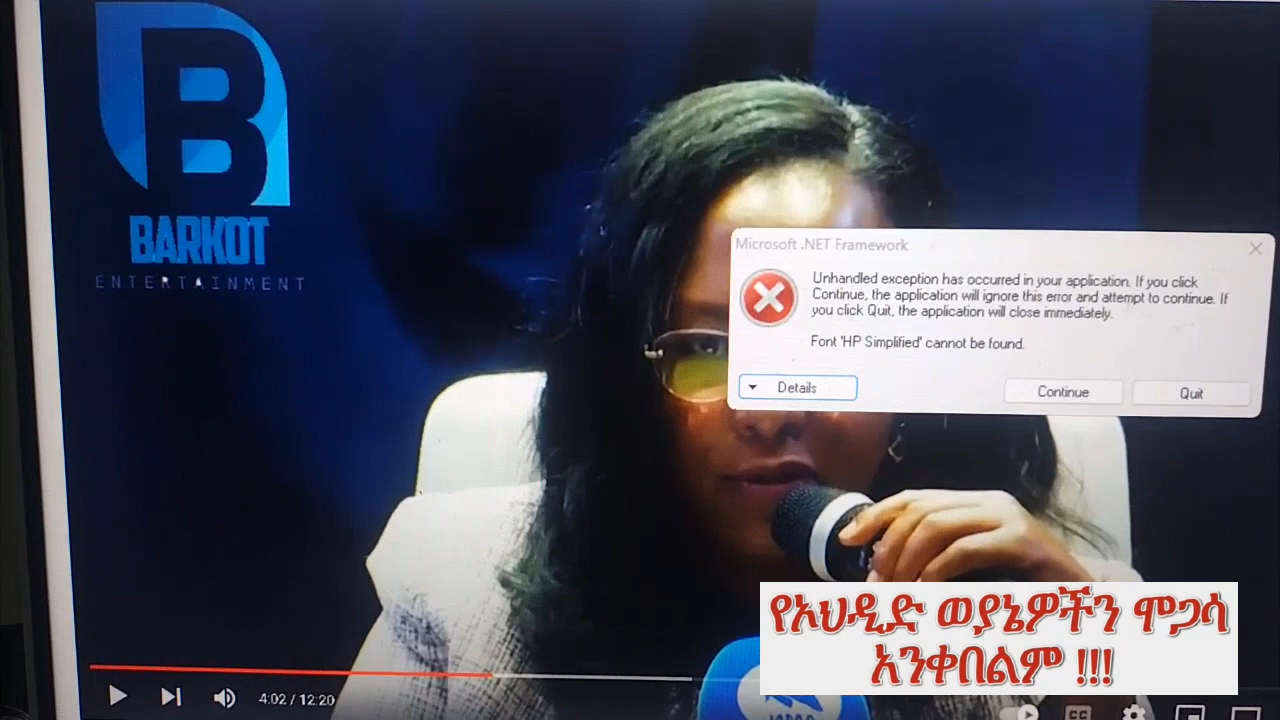 B
BARKOT
ENTERTAINMENT
Microsoft .NET Framework
Unhandled exception has occurred in your application. If you click
Continue, the application will ignore this error and attempt to continue. If
you click Quit, the application will close immediately.
Font 'HP Simplified' cannot be found.
Details
Continue
Quit
የኦህዲድ ወያኔዎችን ሞጋሳ
አንቀበልም !!!
4:02 / 12:20
CC